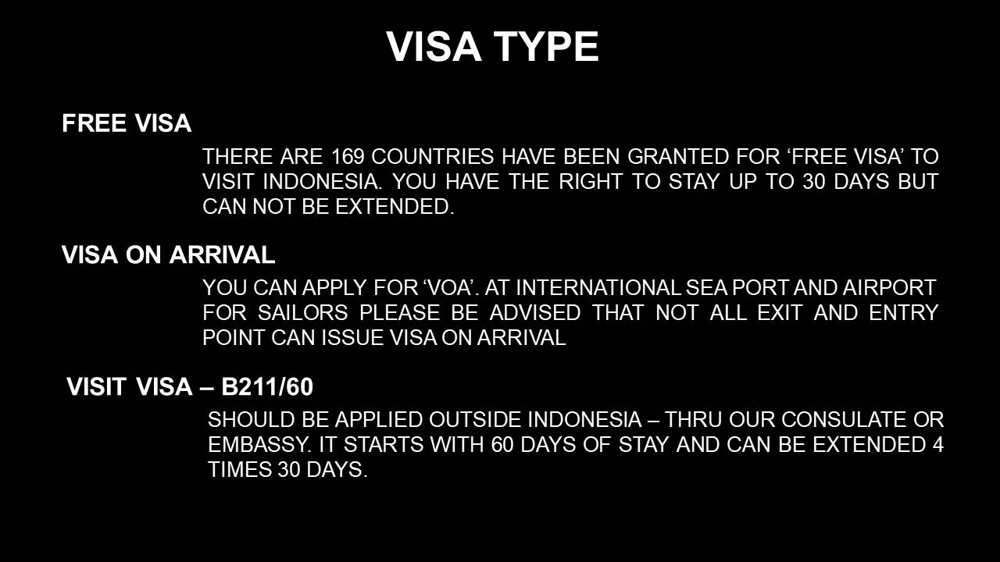 VISA TYPE
FREE VISA
THERE ARE 169 COUNTRIES HAVE BEEN GRANTED FOR ‘FREE VISA’ TO
VISIT INDONESIA. YOU HAVE THE RIGHT TO STAY UP TO 30 DAYS BUT
CAN NOT BE EXTENDED.
VISA ON ARRIVAL
YOU CAN APPLY FOR ‘VOA’. AT INTERNATIONAL SEA PORT AND AIRPORT
FOR SAILORS PLEASE BE ADVISED THAT NOT ALL EXIT AND ENTRY
POINT CAN ISSUE VISA ON ARRIVAL
VISIT VISA – B211/60
SHOULD BE APPLIED OUTSIDE INDONESIA – THRU OUR CONSULATE OR
EMBASSY. IT STARTS WITH 60 DAYS OF STAY AND CAN BE EXTENDED 4
TIMES 30 DAYS.